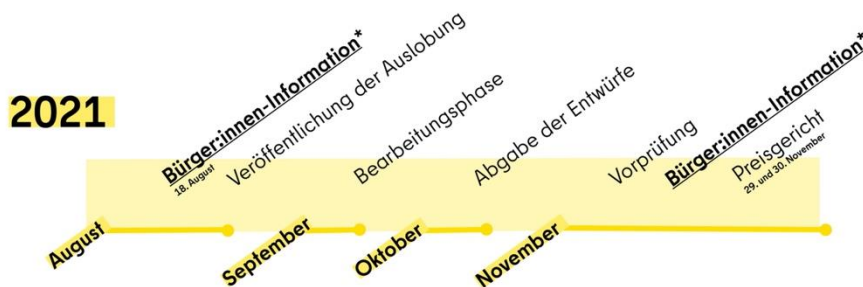 2021
Bürger:innen-Information*
18. August
Veröffentlichung der Auslobung
Bearbeitungsphase
Abgabe der Entwürfe
Vorprüfung
Bürger:innen-Information*
Preisgericht
29. und 30. November
August
September
Oktober
November